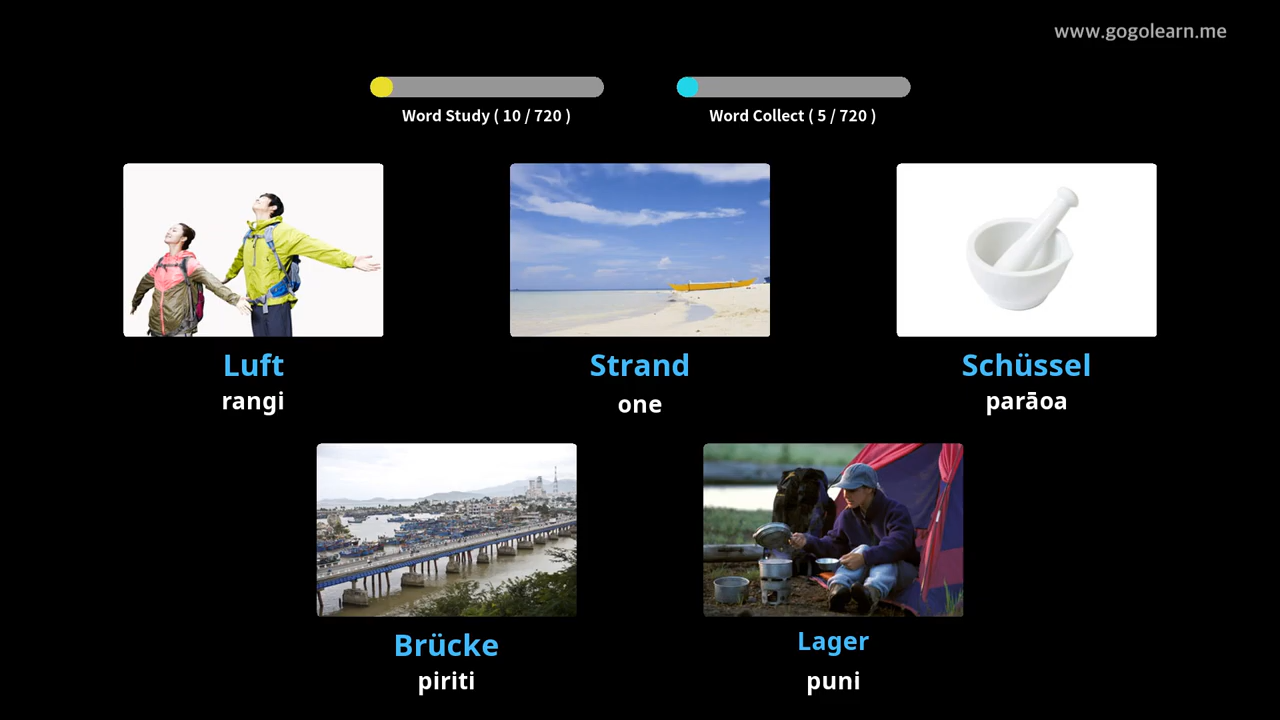 www.gogolearn.me
Word Study ( 10 / 720 )
Word Collect ( 5 / 720 )
Luft
rangi
Strand
one
Schüssel
parāoa
Brücke
piriti
Lager
puni